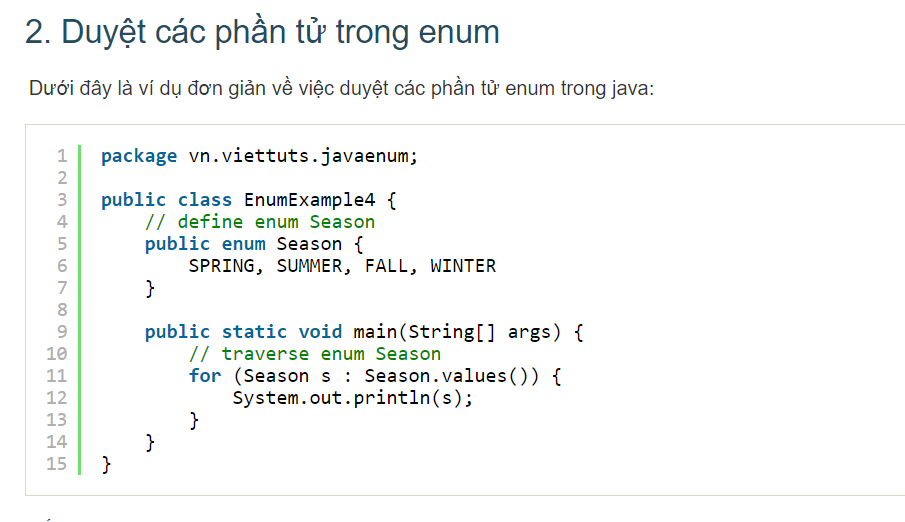 2. Duyệt các phần tử trong enum
Dưới đây là ví dụ đơn giản về việc duyệt các phần tử enum trong java:
1 package vn.viettuts.javaenum;
2
3 public class EnumExample4 {
4     // define enum Season
5     public enum Season {
6         SPRING, SUMMER, FALL, WINTER
7     }
8
9     public static void main(String[] args) {
10         // traverse enum Season
11         for (Season s : Season.values()) {
12             System.out.println(s);
13         }
14     }
15 }